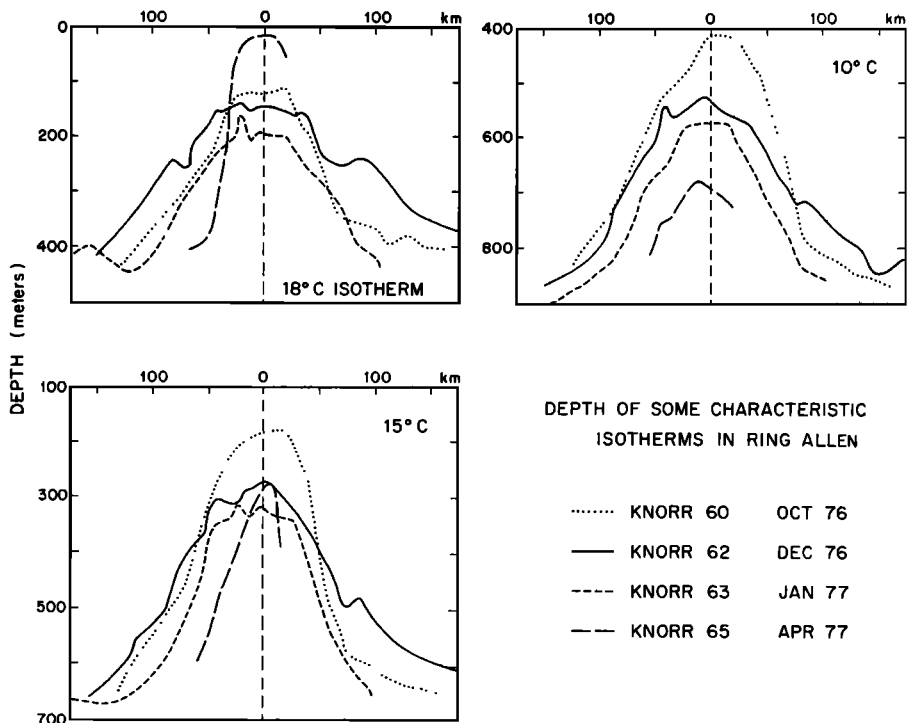 100 0 100 km
0
200
400
18°C ISOTHERM
100 0 100 km
400
600
800
10° C
DEPTH (meters)
100 0 100 km
100
300
500
700
15° C
DEPTH OF SOME CHARACTERISTIC
ISOTHERMS IN RING ALLEN
KNORR 60 OCT 76
KNORR 62 DEC 76
KNORR 63 JAN 77
KNORR 65 APR 77